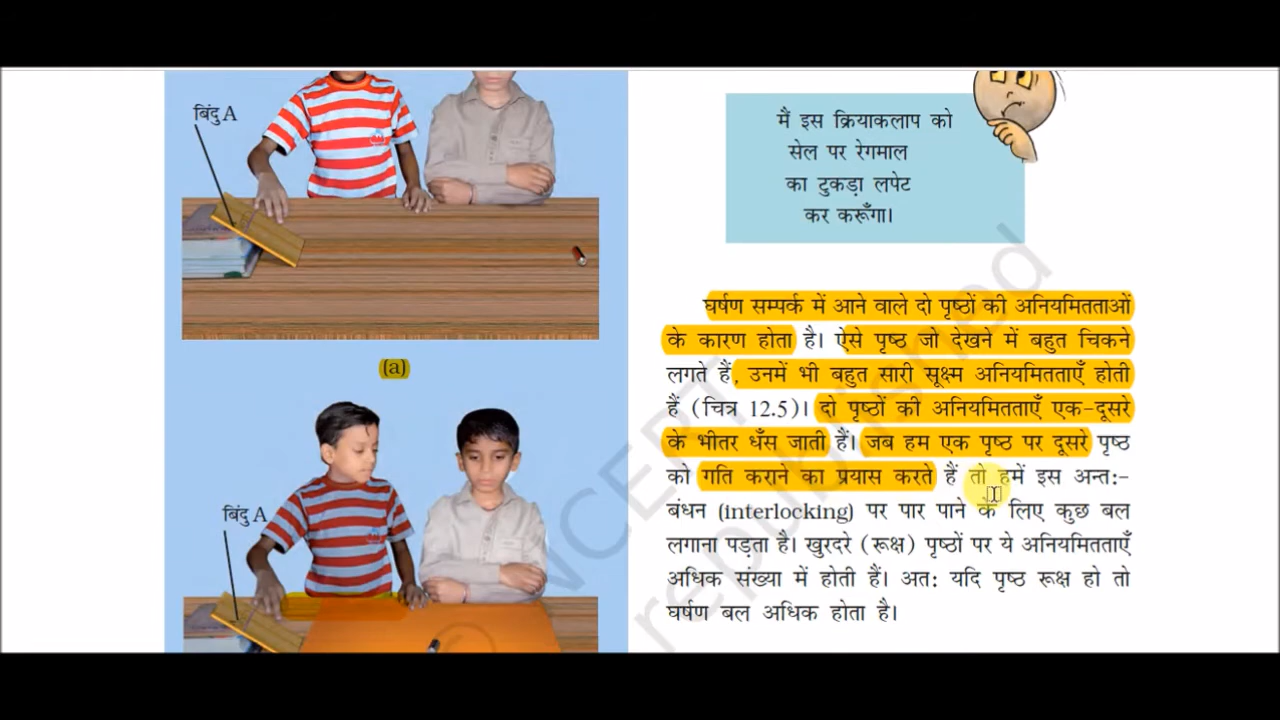 बिंदु A
(a)
बिंदु A
मैं इस क्रियाकलाप को
सेल पर रेगमाल
का टुकड़ा लपेट
कर करूँगा।
घर्षण सम्पर्क में आने वाले दो पृष्ठों की अनियमितताओं
के कारण होता है। ऐसे पृष्ठ जो देखने में बहुत चिकने
लगते हैं, उनमें भी बहुत सारी सूक्ष्म अनियमितताएँ होती
हैं (चित्र 12.5)। दो पृष्ठों की अनियमितताएँ एक-दूसरे
के भीतर धँस जाती हैं। जब हम एक पृष्ठ पर दूसरे पृष्ठ
को गति कराने का प्रयास करते हैं तो हमें इस अन्त:-
बंधन (interlocking) पर पार पाने के लिए कुछ बल
लगाना पड़ता है। खुरदरे (रूक्ष) पृष्ठों पर ये अनियमितताएँ
अधिक संख्या में होती हैं। अत: यदि पृष्ठ रूक्ष हो तो
घर्षण बल अधिक होता है।
© NCERT
republished